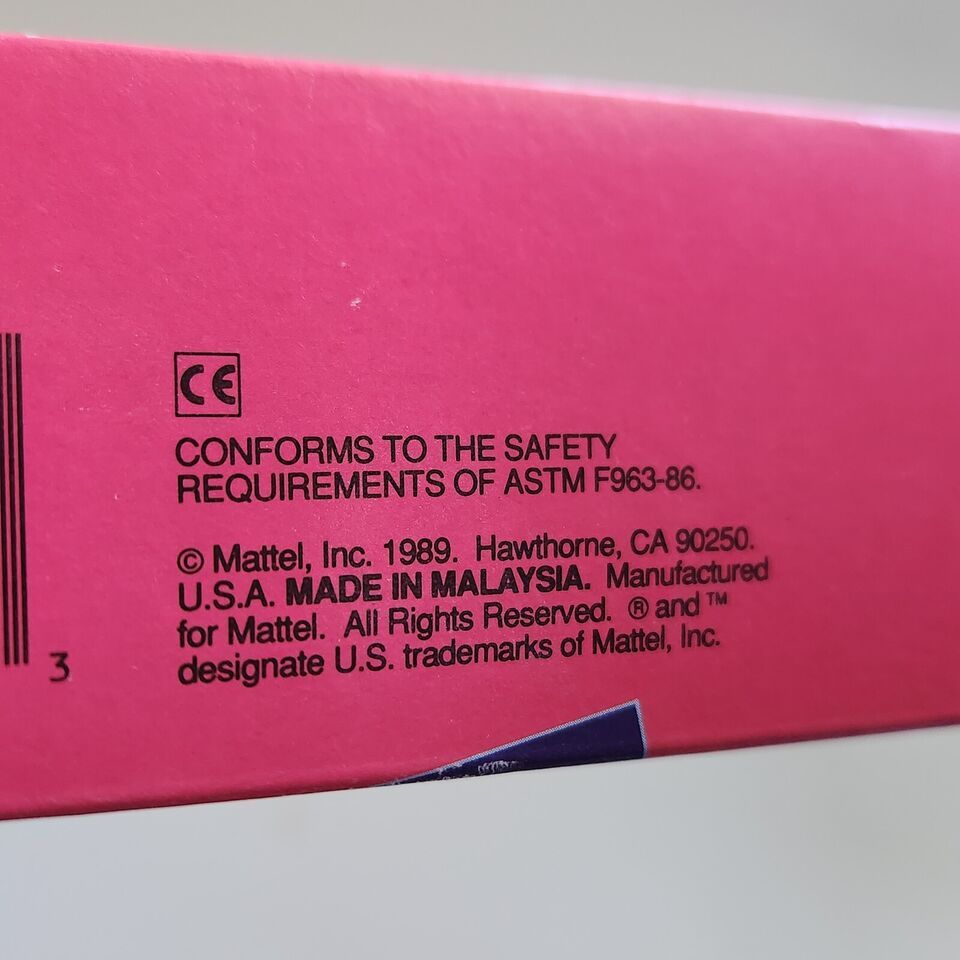 CE
CONFORMS TO THE SAFETY
REQUIREMENTS OF ASTM F963-86.
© Mattel, Inc. 1989. Hawthorne, CA 90250.
U.S.A. MADE IN MALAYSIA. Manufactured
for Mattel. All Rights Reserved. ® and ™
designate U.S. trademarks of Mattel, Inc.
3